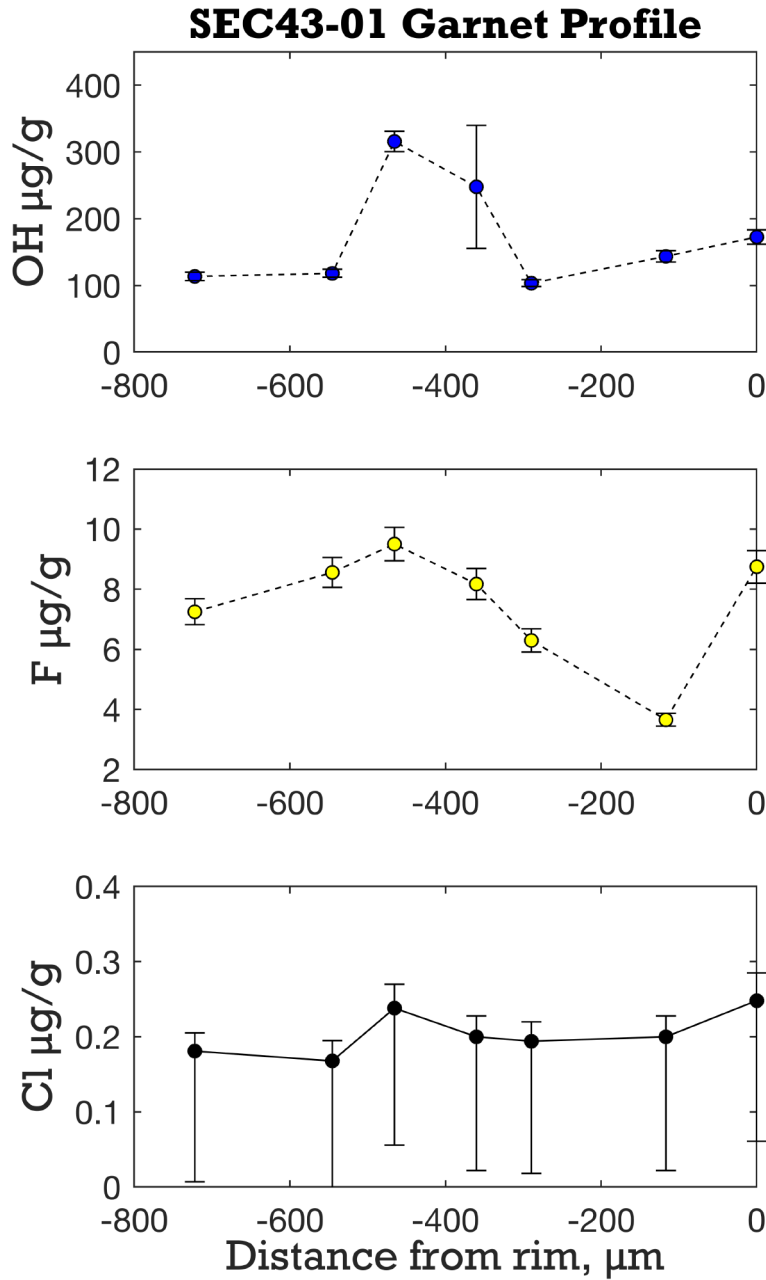 SEC43-01 Garnet Profile
OH µg/g
400
300
200
100
0
-800 -600 -400 -200 0
F µg/g
12
10
8
6
4
2
-800 -600 -400 -200 0
Cl µg/g
0.4
0.3
0.2
0.1
0
-800 -600 -400 -200 0
Distance from rim, µm